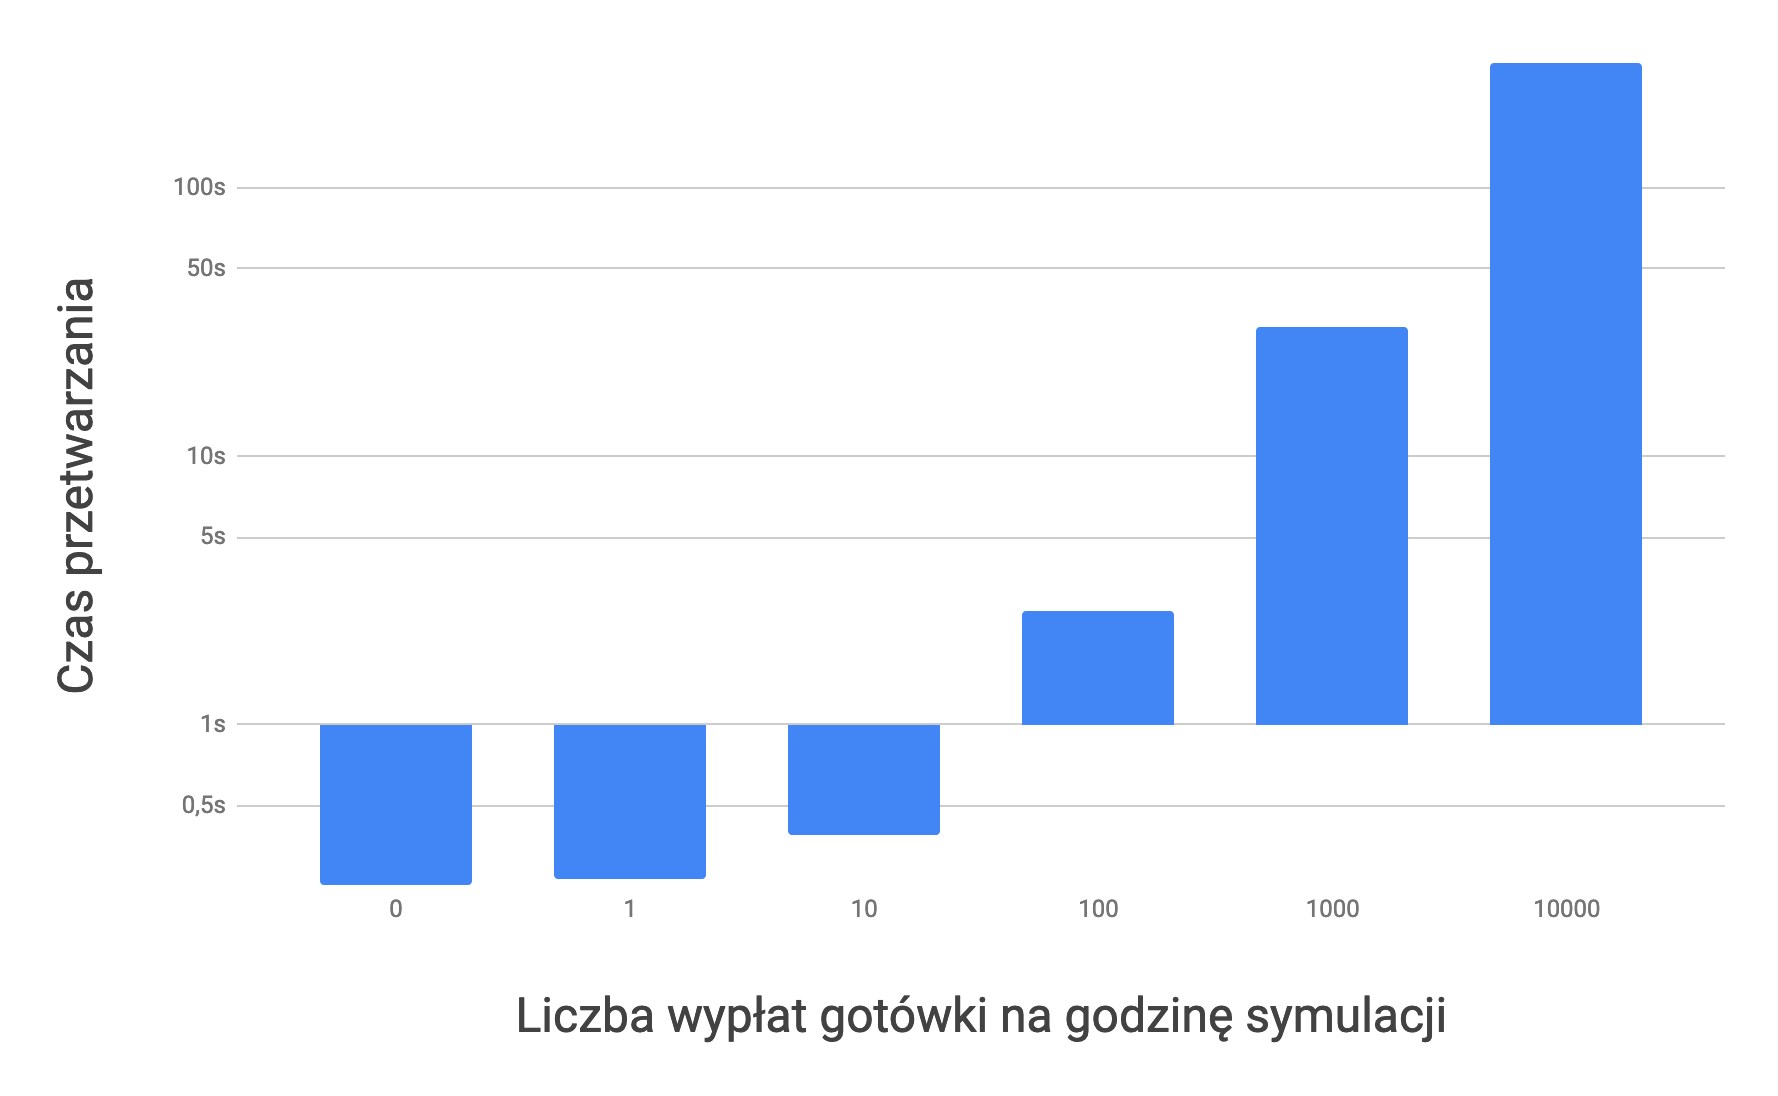 Czas przetwarzania
100s
50s
10s
5s
1s
0,5s
0 1 10 100 1000 10000
Liczba wypłat gotówki na godzinę symulacji